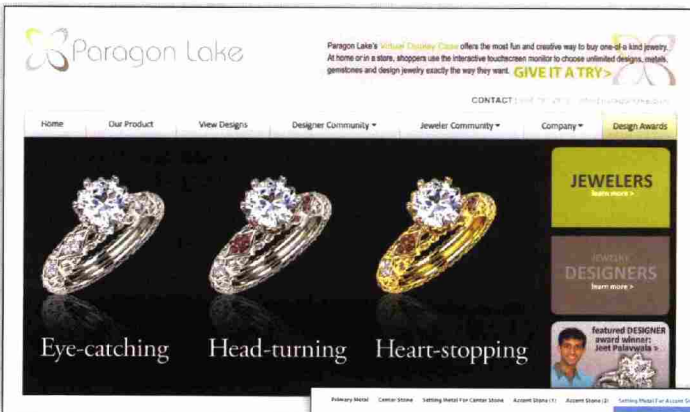 Paragon Lake
Paragon Lake's Virtual Display Case offers the most fun and creative way to buy one-of-a kind jewelry.
At home or in a store, shoppers use the interactive touchscreen monitor to choose unlimited designs, metals,
gemstones and design jewelry exactly the way they want. GIVE IT A TRY>
CONTACT
Home Our Product View Designs Designer Community Jeweler Community Company Design Awards
JEWELERS
learn more >
JEWELRY
DESIGNERS
learn more >
featured DESIGNER
award winner:
Jeet Palavwala >
Eye-catching Head-turning Heart-stopping
Primary Metal Center Stone Setting Metal For Center Stone Accent Stone (1) Accent Stone (2) Setting Metal For Accent